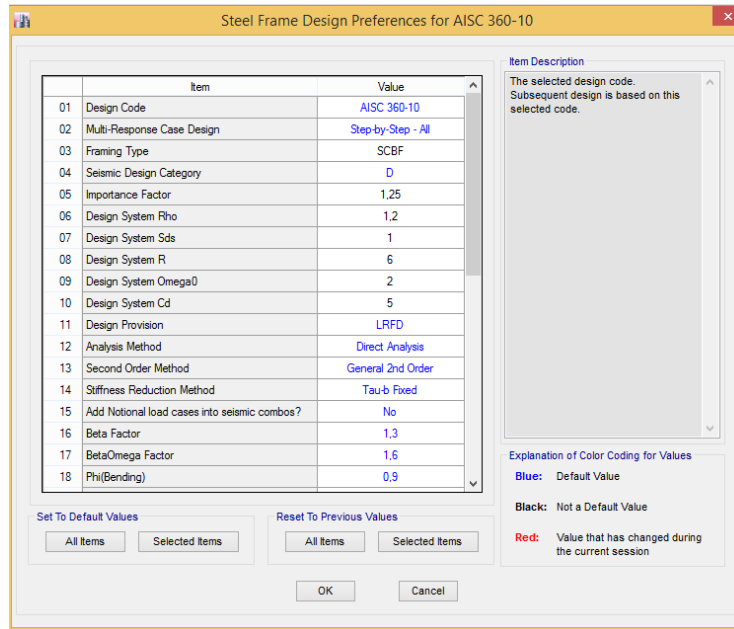 Steel Frame Design Preferences for AISC 360-10
Item Value
01 Design Code AISC 360-10
02 Multi-Response Case Design Step-by-Step - All
03 Framing Type SCBF
04 Seismic Design Category D
05 Importance Factor 1,25
06 Design System Rho 1,2
07 Design System Sds 1
08 Design System R 6
09 Design System Omega0 2
10 Design System Cd 5
11 Design Provision LRFD
12 Analysis Method Direct Analysis
13 Second Order Method General 2nd Order
14 Stiffness Reduction Method Tau-b Fixed
15 Add Notional load cases into seismic combos? No
16 Beta Factor 1,3
17 BetaOmega Factor 1,6
18 Phi(Bending) 0,9
Set To Default Values
All Items Selected Items
Reset To Previous Values
All Items Selected Items
Item Description
The selected design code.
Subsequent design is based on this
selected code.
Explanation of Color Coding for Values
Blue: Default Value
Black: Not a Default Value
Red: Value that has changed during
the current session
OK Cancel